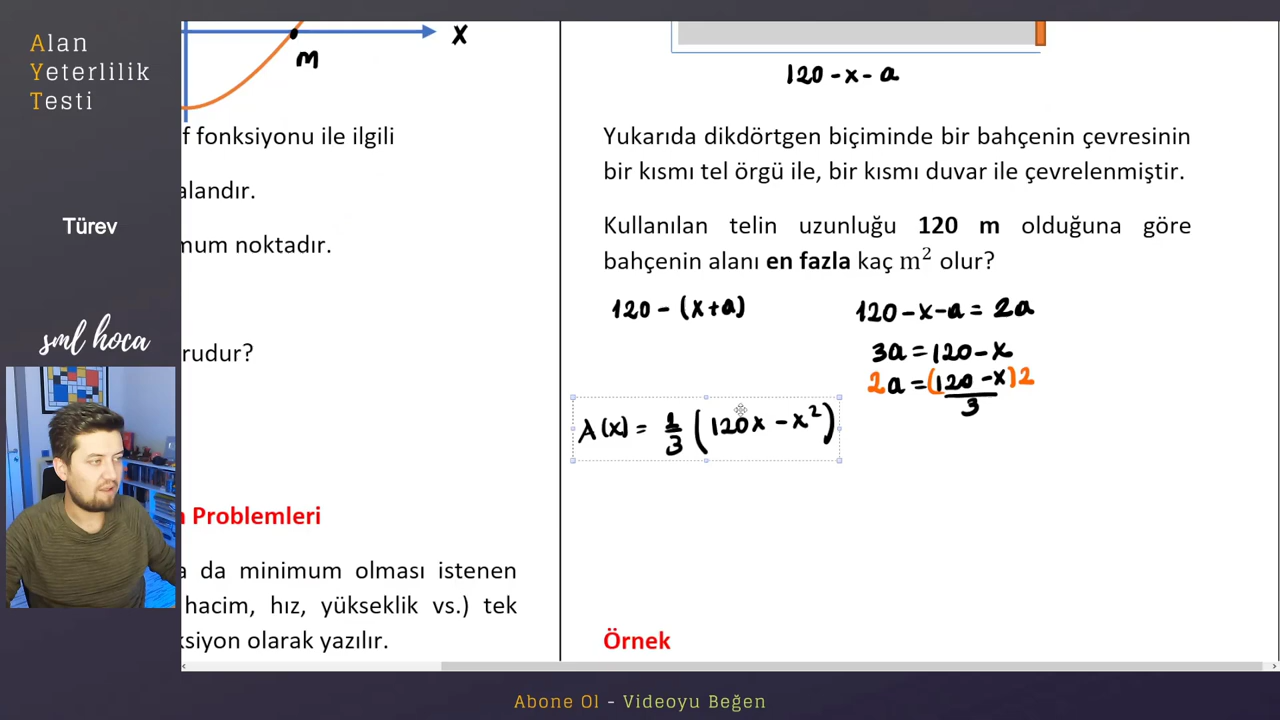 Alan
Yeterlilik
Testi
Türev
sml hoca
x
m
f fonksiyonu ile ilgili
alandır.
mum noktadır.
rudur?
Problemleri
a da minimum olması istenen
hacim, hız, yükseklik vs.) tek
ksiyon olarak yazılır.
120-x-a
Yukarıda dikdörtgen biçiminde bir bahçenin çevresinin
bir kısmı tel örgü ile, bir kısmı duvar ile çevrelenmiştir.
Kullanılan telin uzunluğu 120 m olduğuna göre
bahçenin alanı en fazla kaç m² olur?
120 - (x+a)
120-x-a = 2a
3a = 120-x
2a = (120-x)2
3
A(x) = 1/3 (120x - x²)
Örnek
Abone Ol - Videoyu Beğen